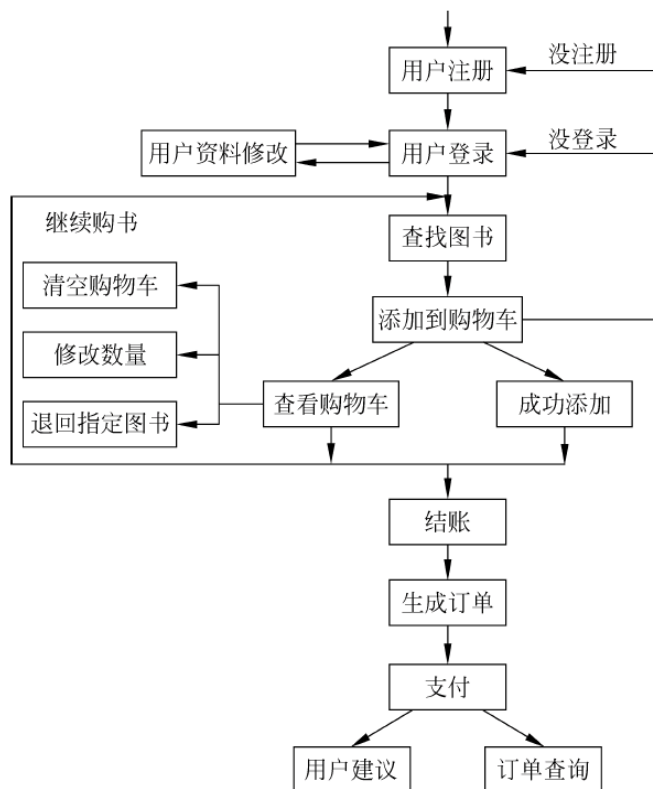 用户注册
没注册
用户资料修改
用户登录
没登录
继续购书
查找图书
清空购物车
添加到购物车
修改数量
查看购物车
成功添加
退回指定图书
结账
生成订单
支付
用户建议
订单查询